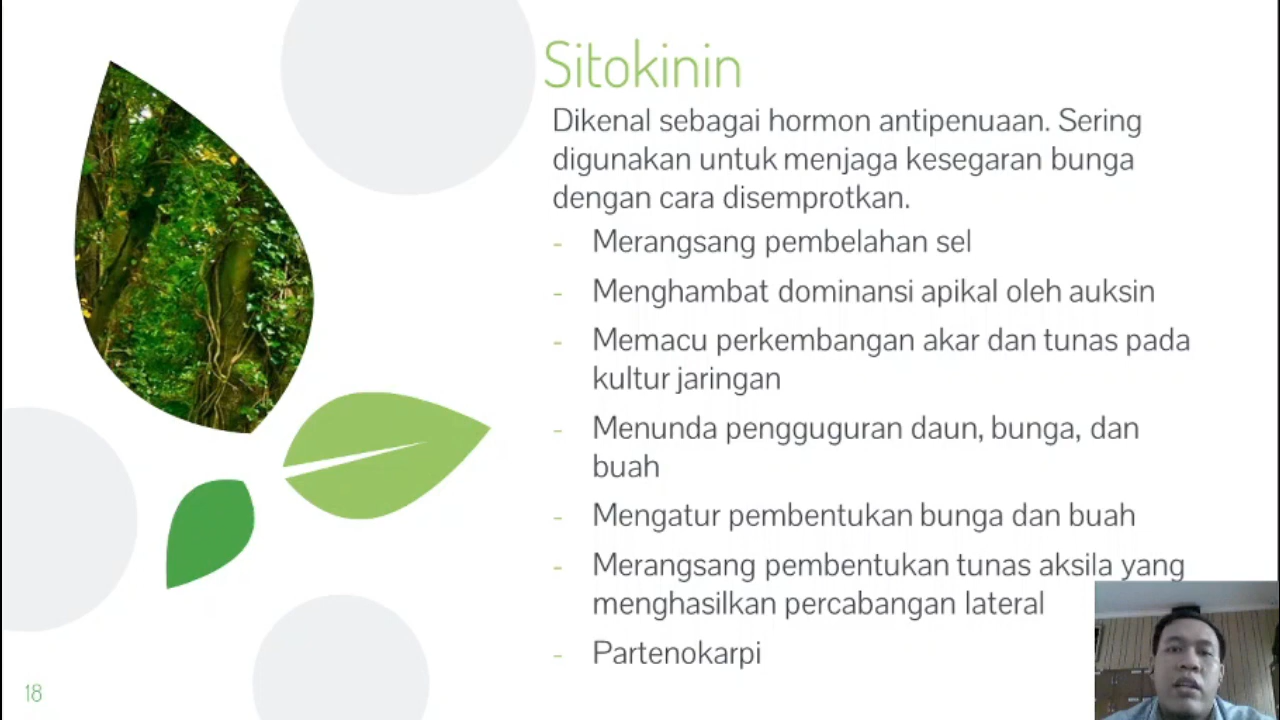 Sitokinin
Dikenal sebagai hormon antipenuaan. Sering
digunakan untuk menjaga kesegaran bunga
dengan cara disemprotkan.
- Merangsang pembelahan sel
- Menghambat dominansi apikal oleh auksin
- Memacu perkembangan akar dan tunas pada
kultur jaringan
- Menunda pengguguran daun, bunga, dan
buah
- Mengatur pembentukan bunga dan buah
- Merangsang pembentukan tunas aksila yang
menghasilkan percabangan lateral
- Partenokarpi
18